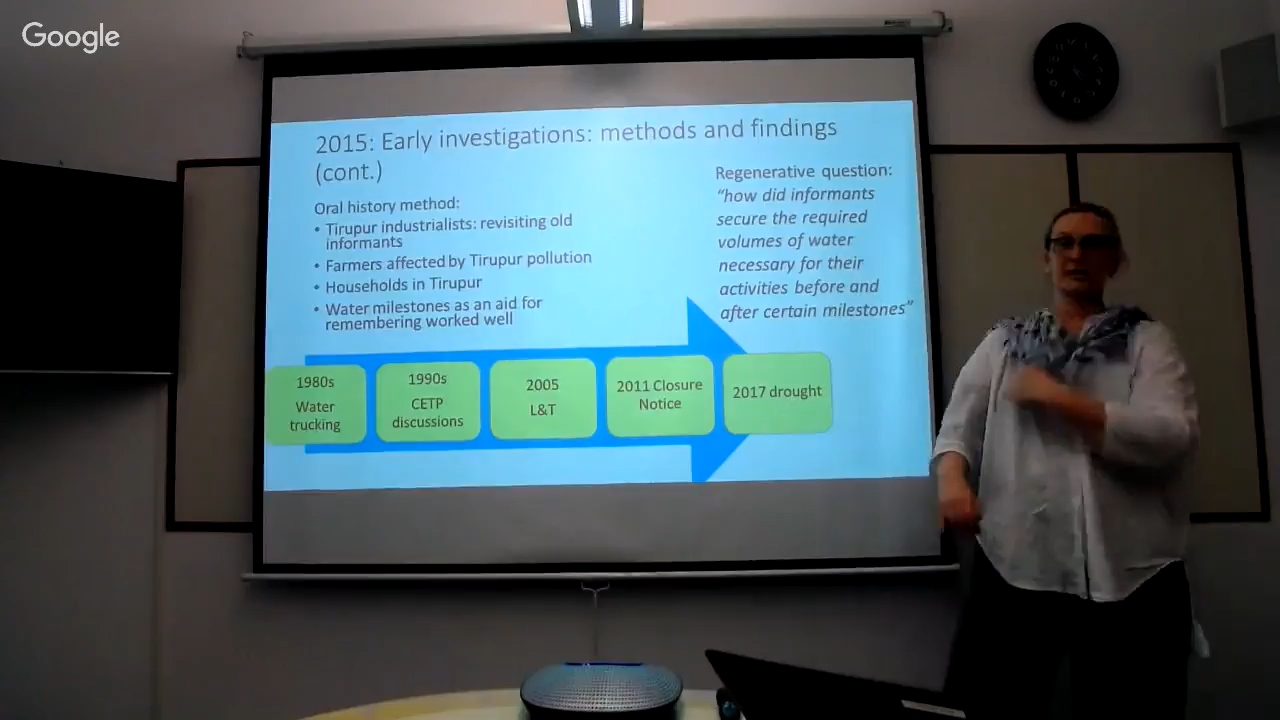 Google
2015: Early investigations: methods and findings
(cont.)
Oral history method:
• Tirupur industrialists: revisiting old
informants
• Farmers affected by Tirupur pollution
• Households in Tirupur
• Water milestones as an aid for
remembering worked well
Regenerative question:
“how did informants
secure the required
volumes of water
necessary for their
activities before and
after certain milestones”
1980s
Water
trucking
1990s
CETP
discussions
2005
L&T
2011 Closure
Notice
2017 drought